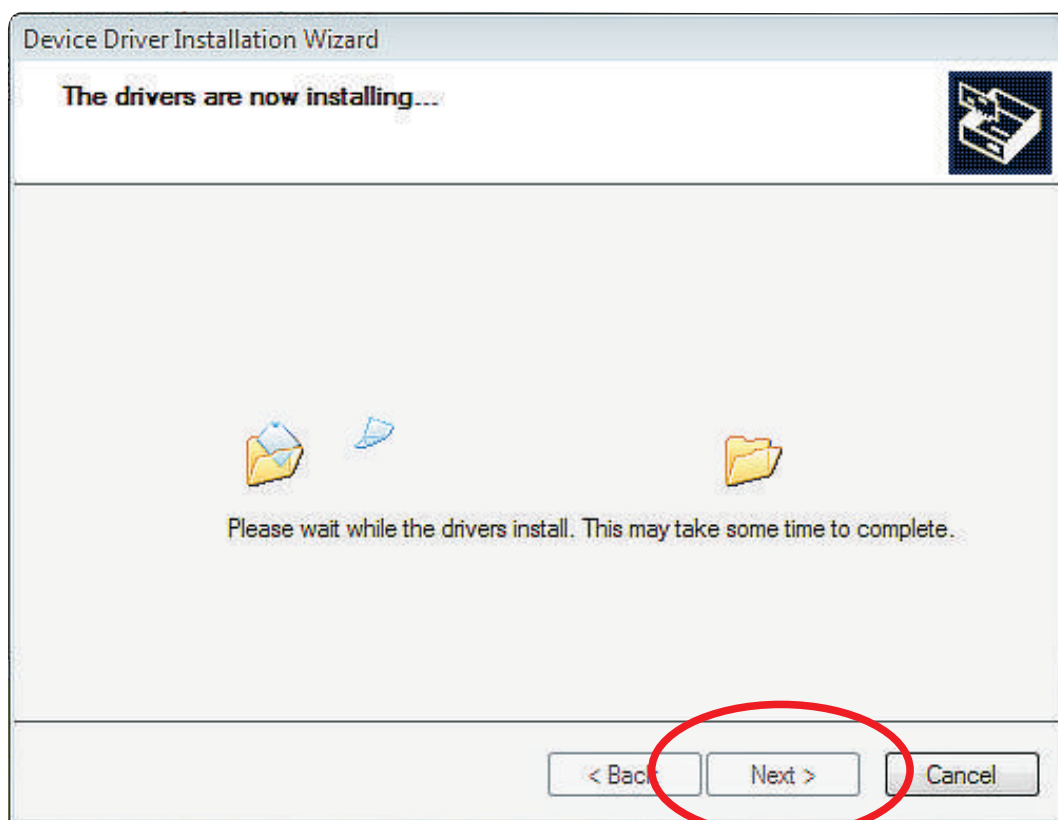 Device Driver Installation Wizard
The drivers are now installing...
Please wait while the drivers install. This may take some time to complete.
< Back
Next >
Cancel